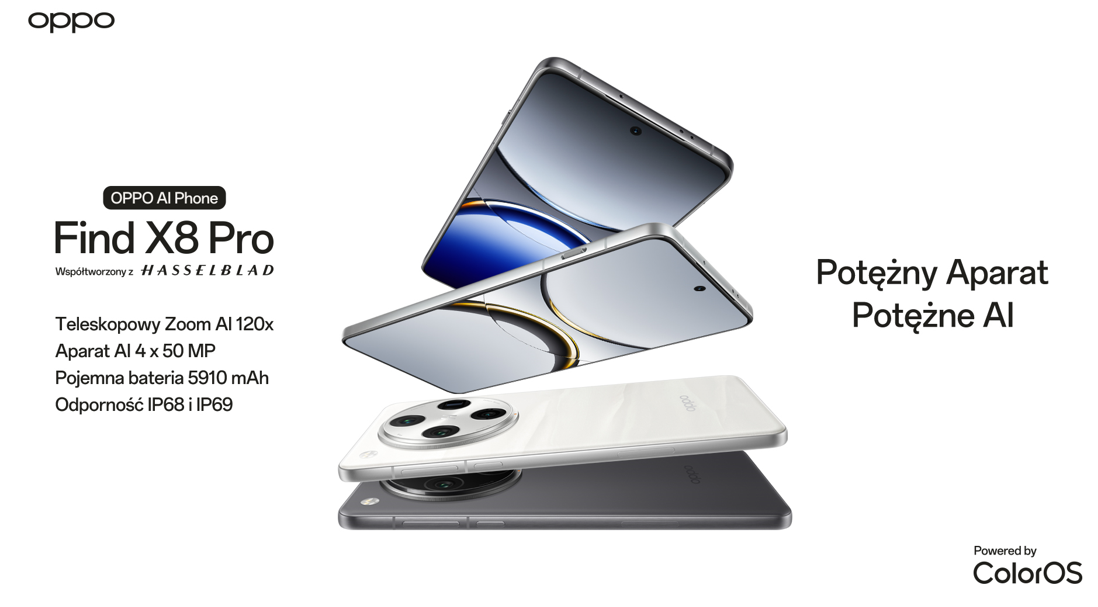 oppo
OPPO AI Phone
Find X8 Pro
Współtworzony z HASSELBLAD
Teleskopowy Zoom AI 120x
Aparat AI 4 x 50 MP
Pojemna bateria 5910 mAh
Odporność IP68 i IP69
Potężny Aparat
Potężne AI
oppo
oppo
Powered by
ColorOS